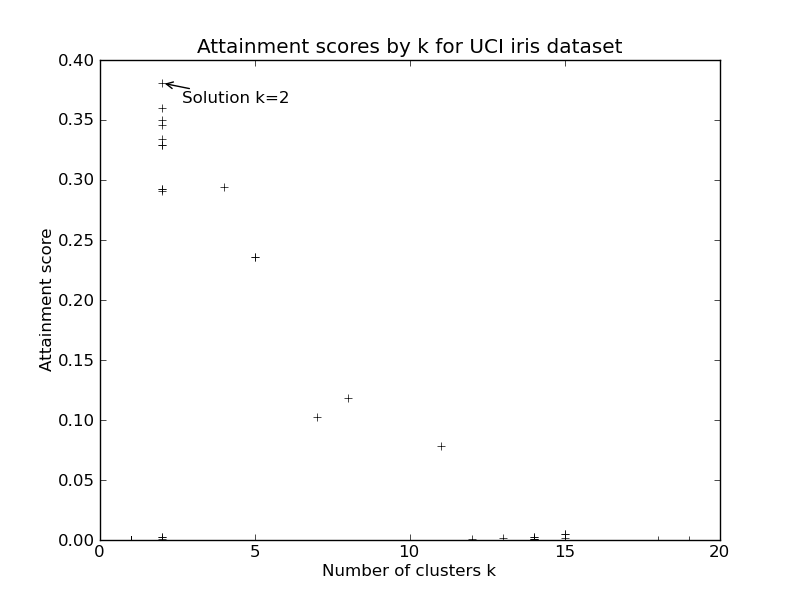 Attainment scores by k for UCI iris dataset
0.40
Solution k=2
0.35
0.30
0.25
0.20
0.15
0.10
0.05
0.00
Attainment score
0 5 10 15 20
Number of clusters k